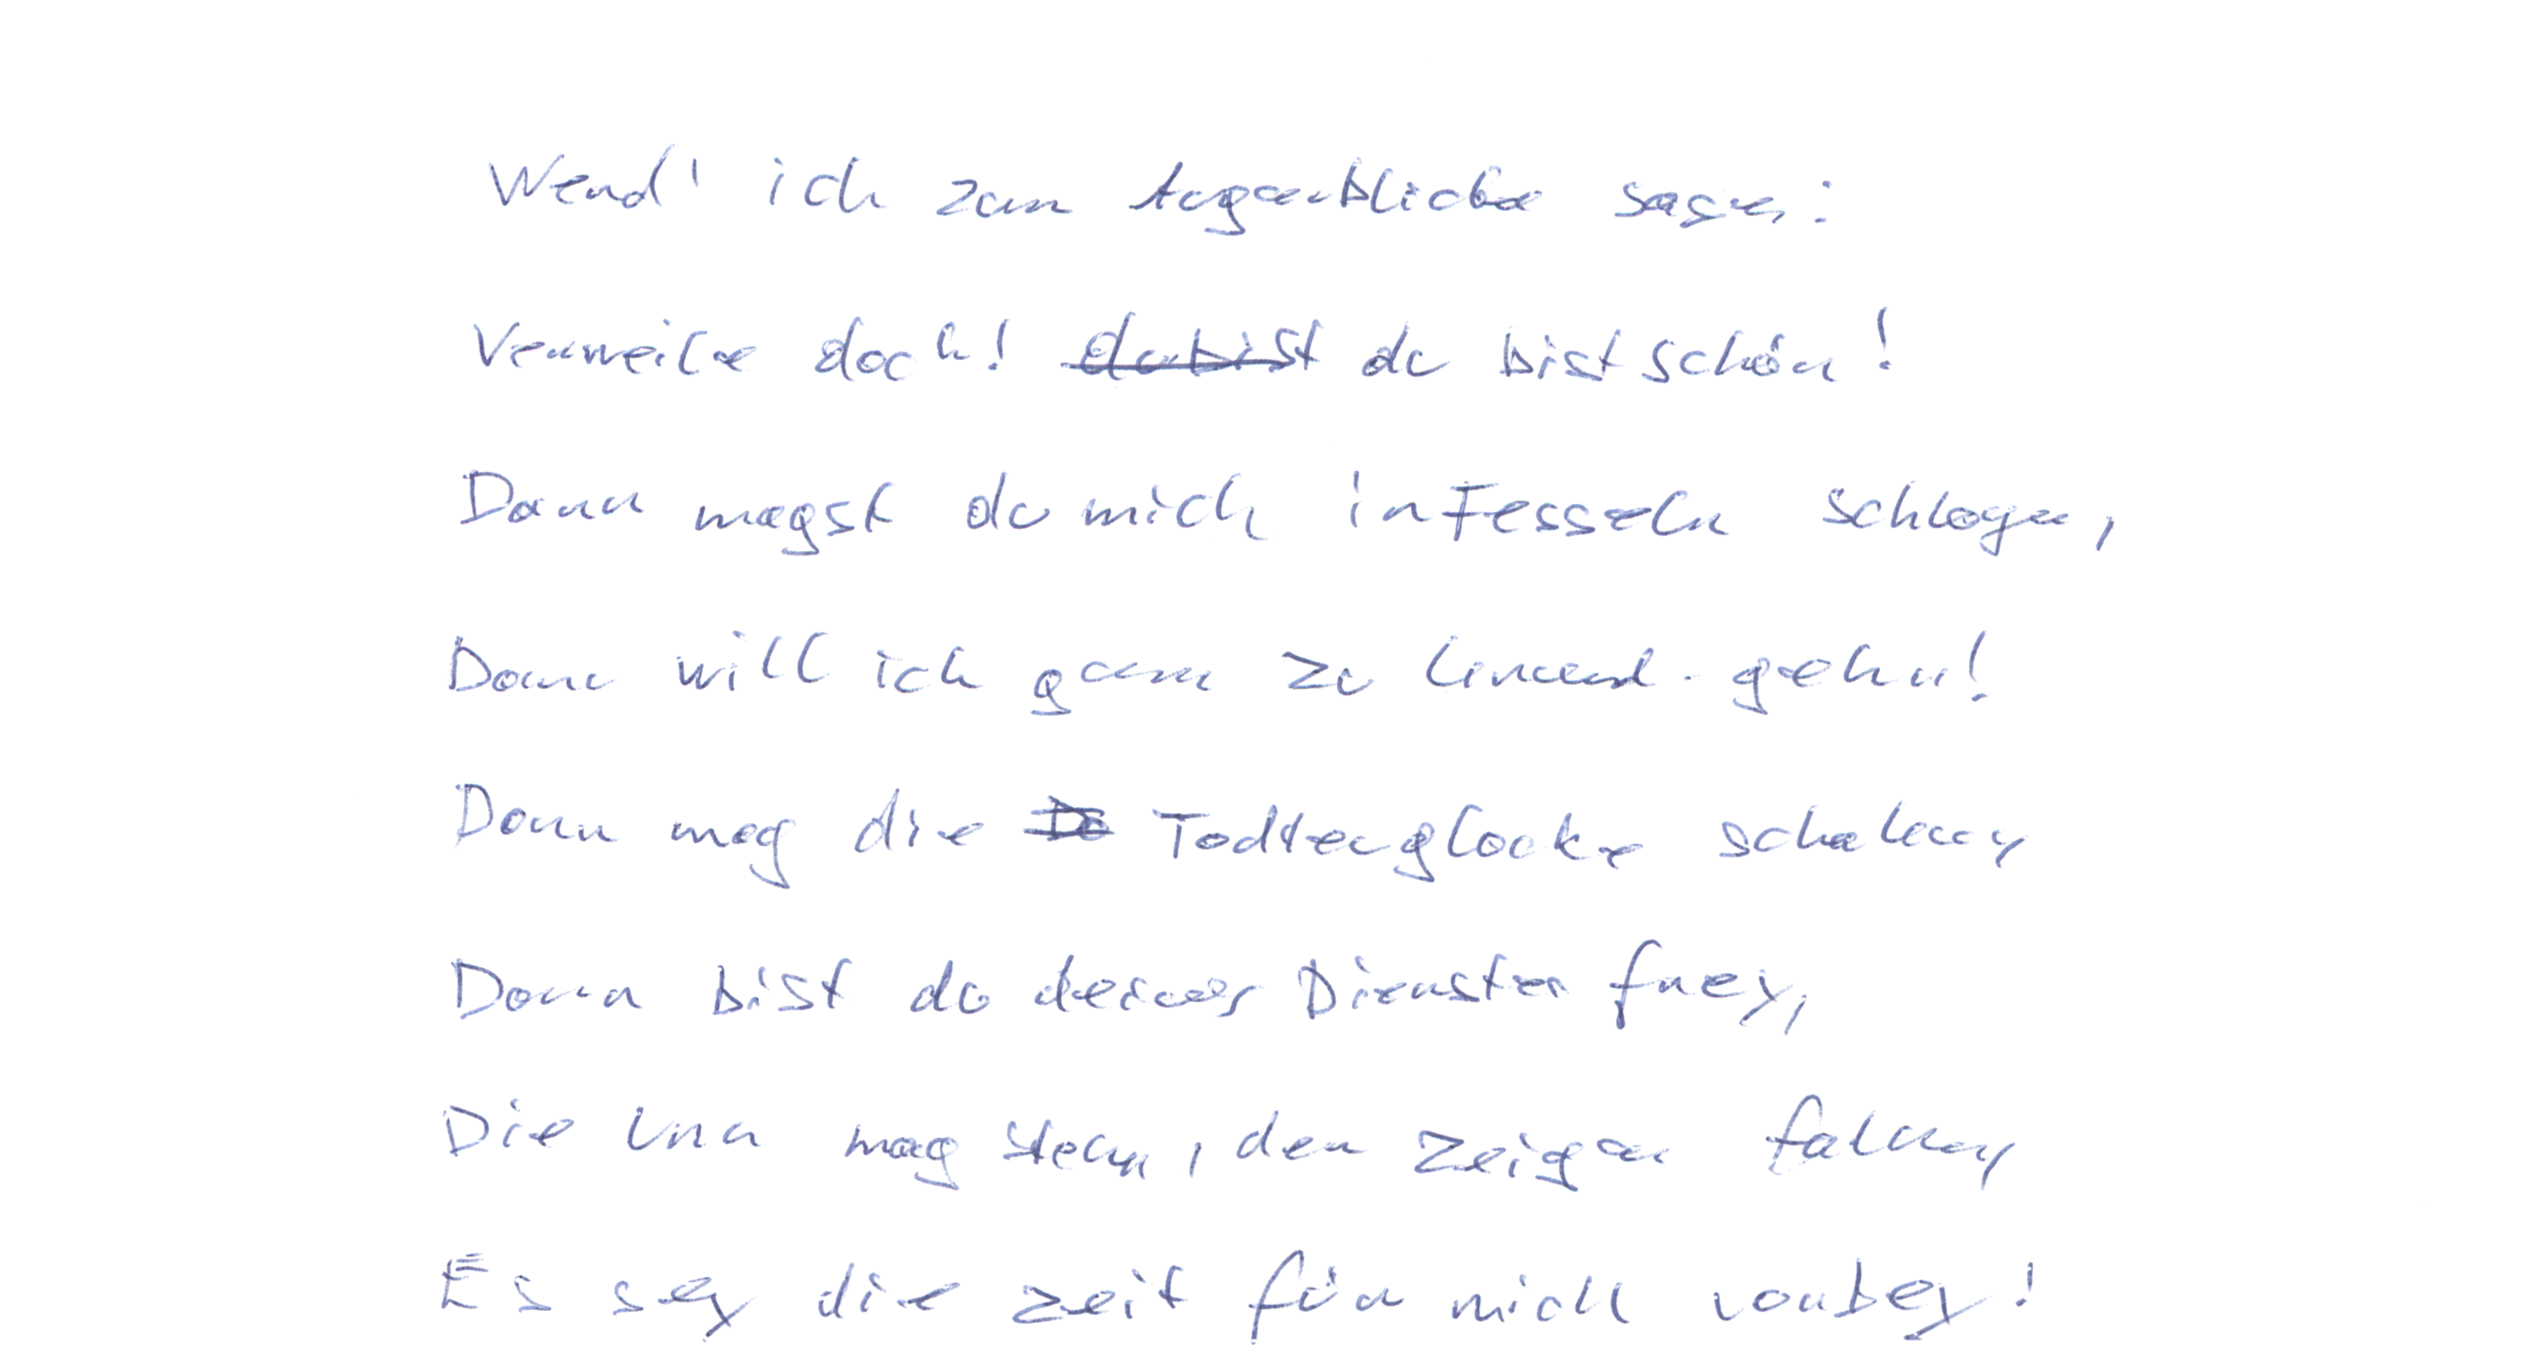 Werd' ich zum Augenblicke sagen:
Verweile doch! du bist du bist schön!
Dann magst du mich in Fesseln schlagen,
Dann will ich gern zu Grund gehn!
Dann mag die Todtenglocke schallen,
Dann bist du deines Dienstes frey,
Die Uhr mag stehn, der Zeiger fallen,
Es sey die Zeit für mich vorbey!